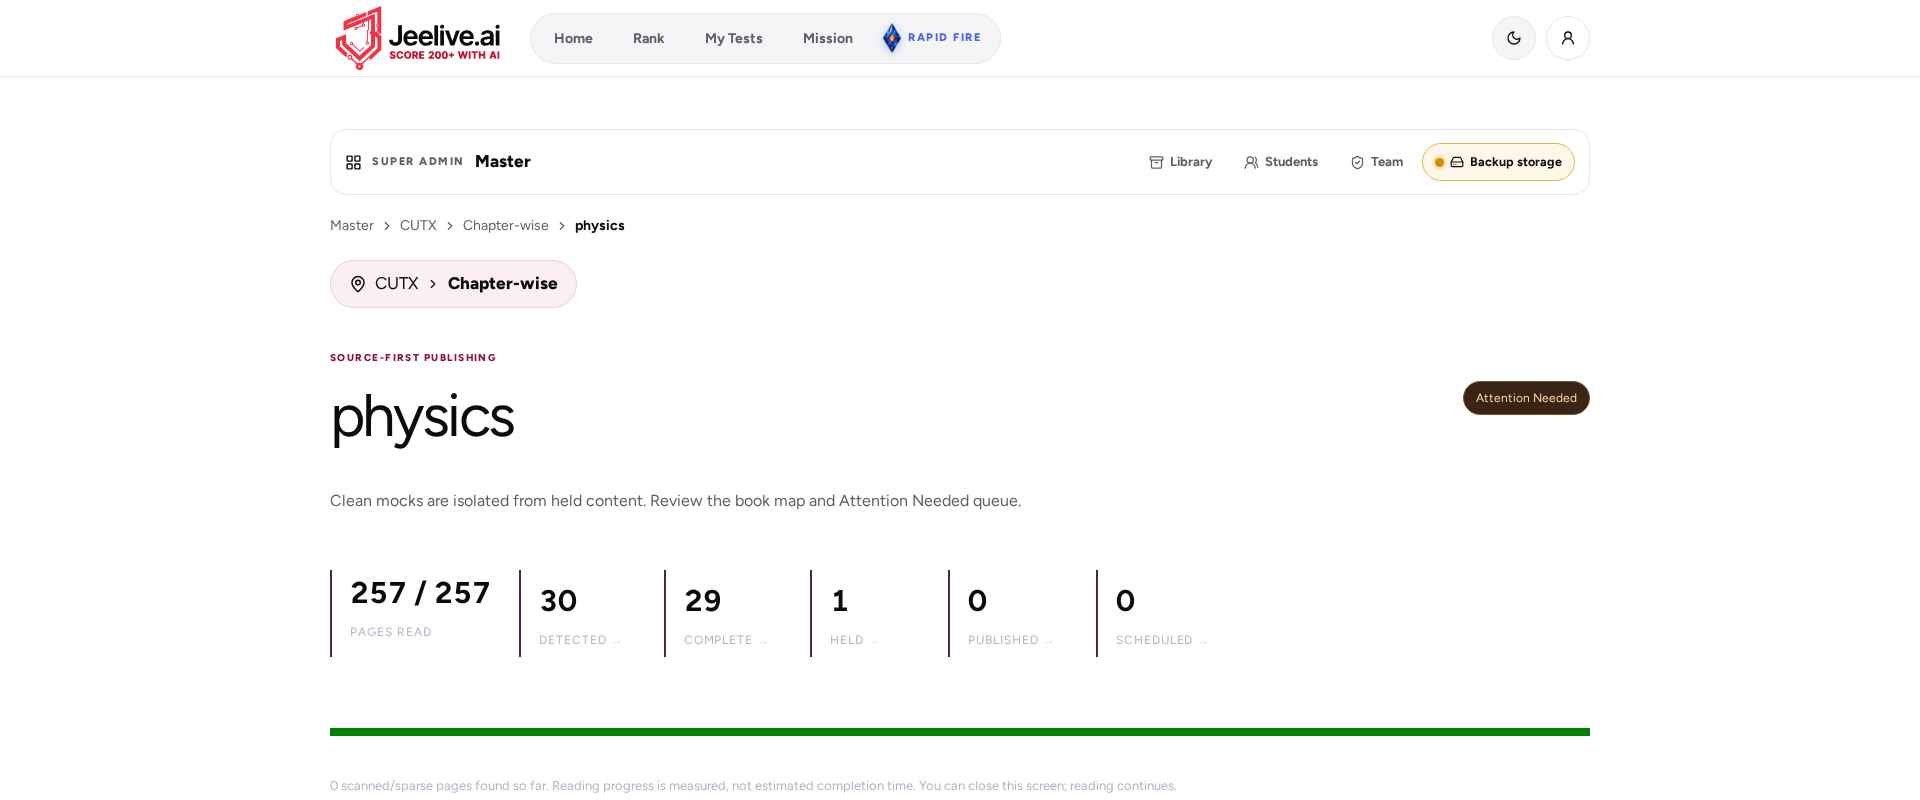 Jeelive.ai
SCORE 200+ WITH AI
Home Rank My Tests Mission RAPID FIRE
SUPER ADMIN Master
Library Students Team Backup storage
Master > CUTX > Chapter-wise > physics
CUTX > Chapter-wise
SOURCE-FIRST PUBLISHING
physics
Attention Needed
Clean mocks are isolated from held content. Review the book map and Attention Needed queue.
257 / 257
PAGES READ
30
DETECTED →
29
COMPLETE →
1
HELD →
0
PUBLISHED →
0
SCHEDULED →
0 scanned/sparse pages found so far. Reading progress is measured, not estimated completion time. You can close this screen; reading continues.